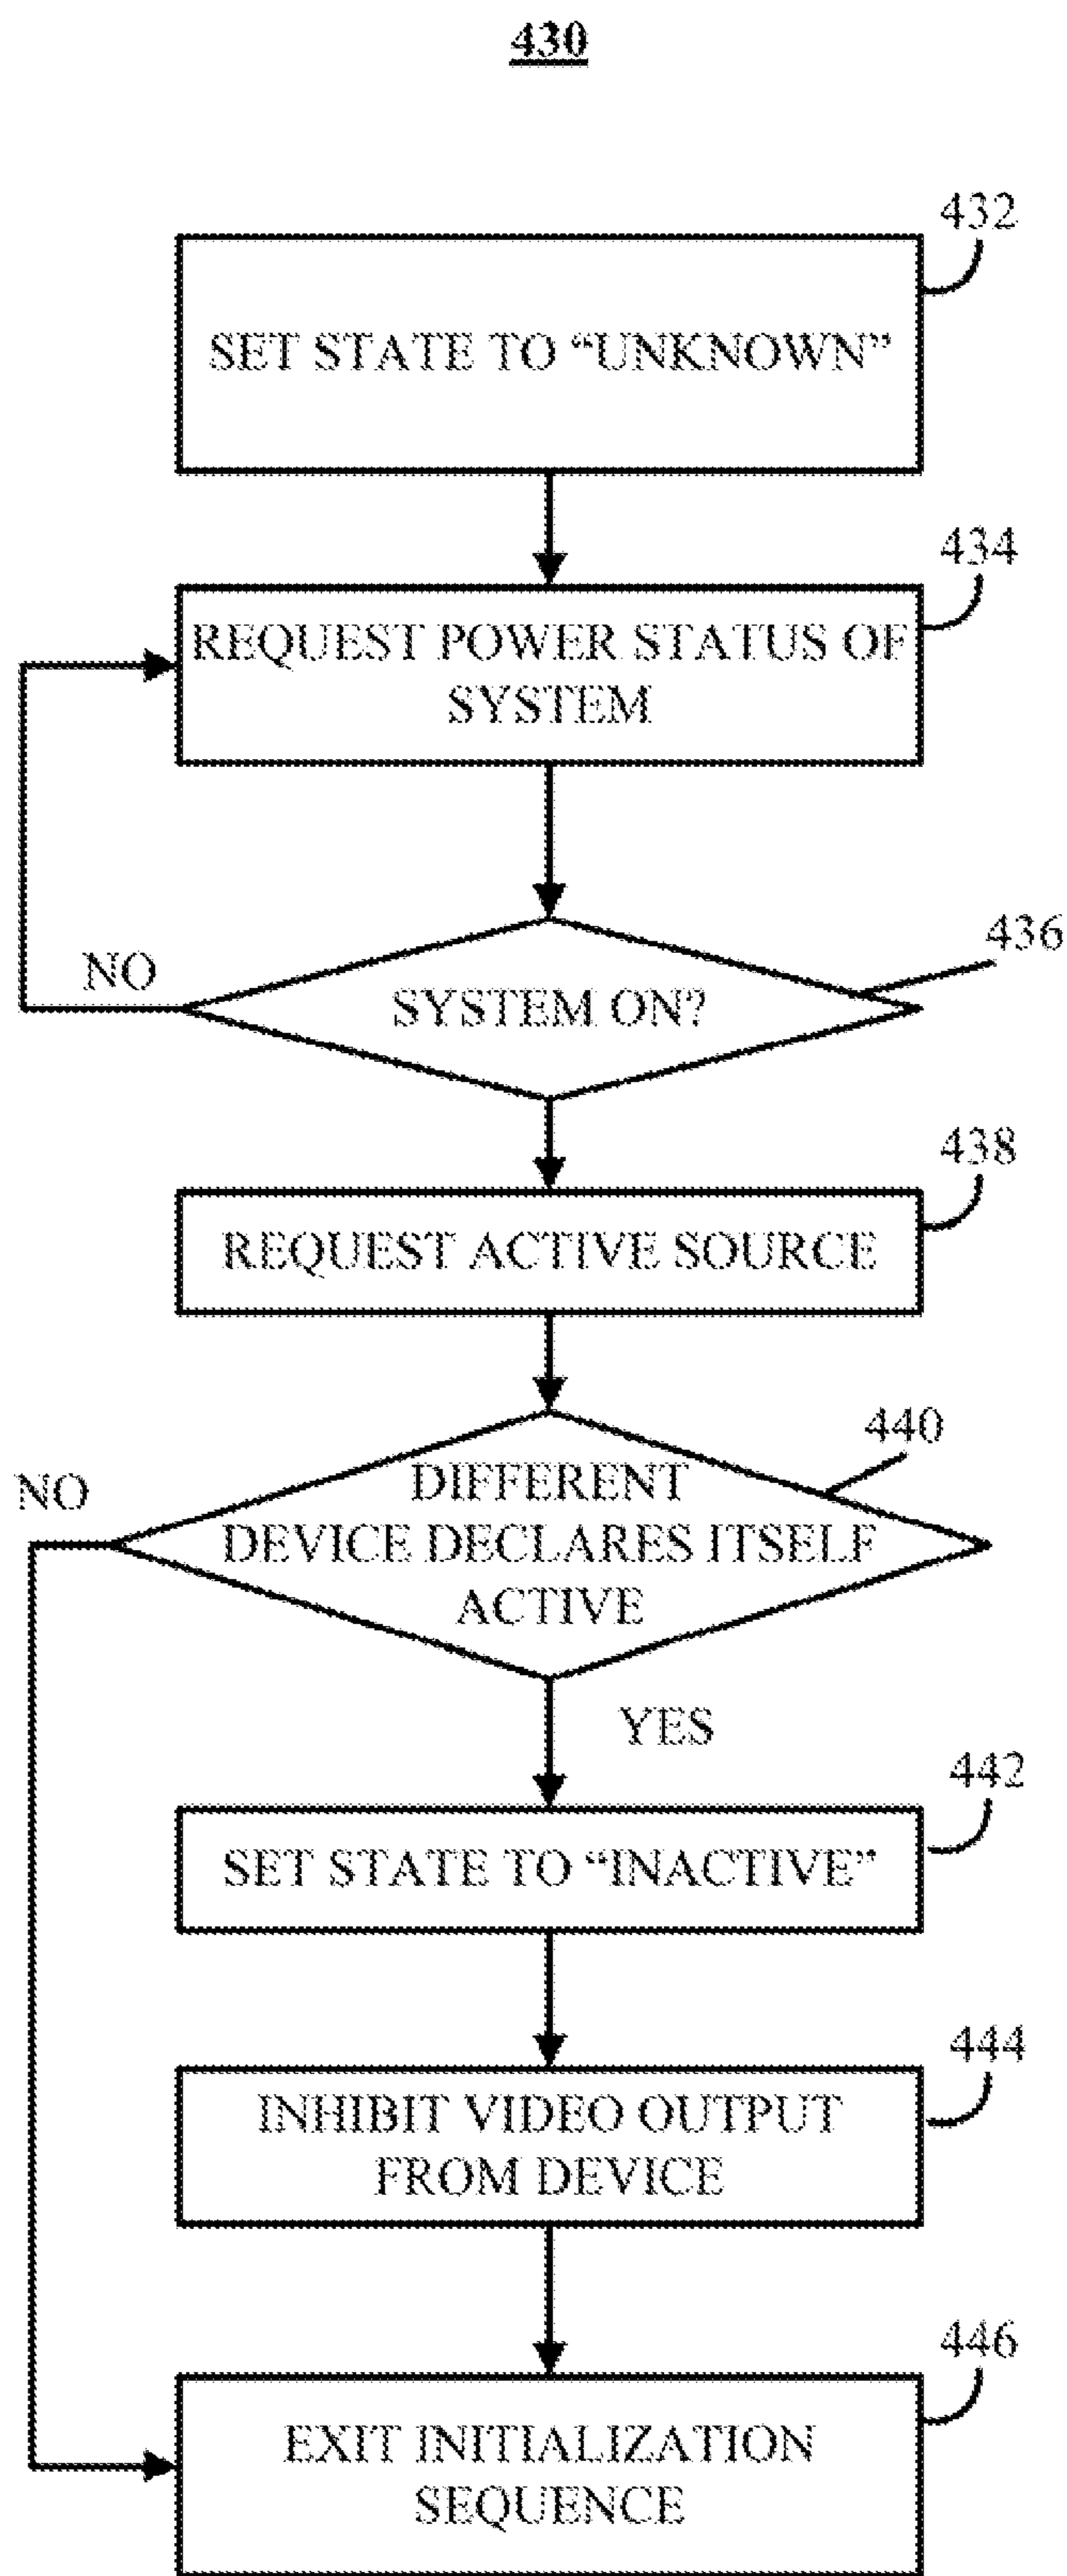 430
432
SET STATE TO “UNKNOWN”
434
REQUEST POWER STATUS OF
SYSTEM
436
NO
SYSTEM ON?
438
REQUEST ACTIVE SOURCE
440
NO
DIFFERENT
DEVICE DECLARES ITSELF
ACTIVE
YES
442
SET STATE TO “INACTIVE”
444
INHIBIT VIDEO OUTPUT
FROM DEVICE
446
EXIT INITIALIZATION
SEQUENCE